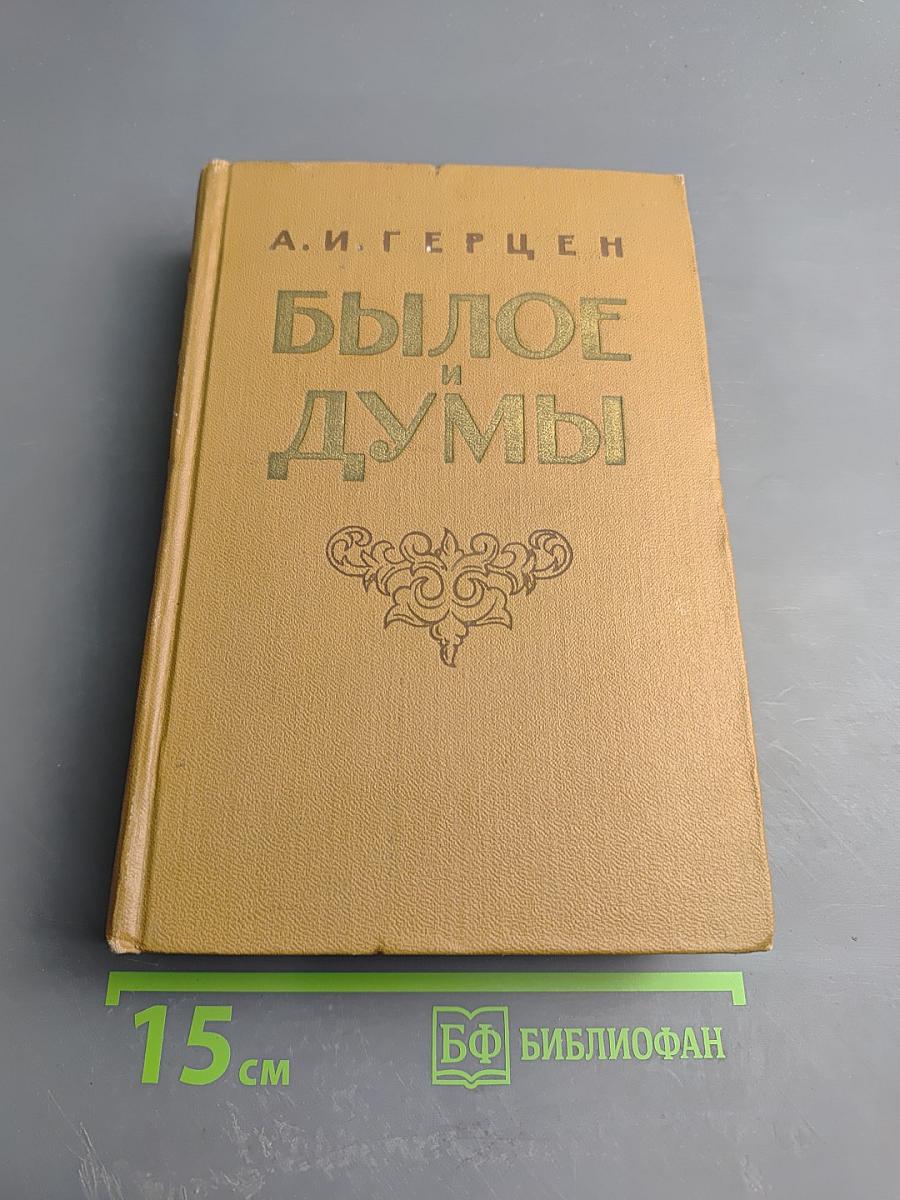 А. И. ГЕРЦЕН
БЫЛОЕ
И
ДУМЫ
15 см
БФ БИБЛИОФАН